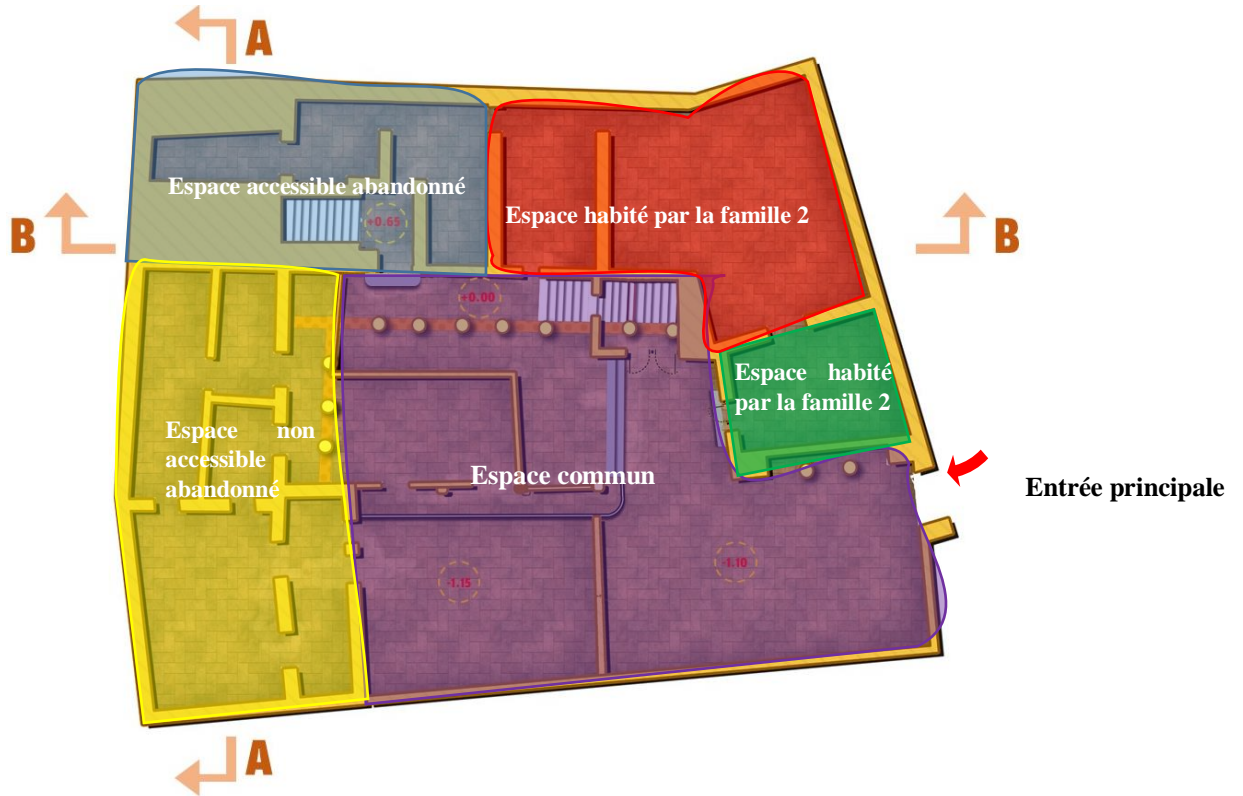 A
Espace accessible abandonné
Espace habité par la famille 2
B
B
+0.65
+0.00
Espace habité
par la famille 2
Espace non
accessible
abandonné
Espace commun
Entrée principale
-1.15
-1.10
A